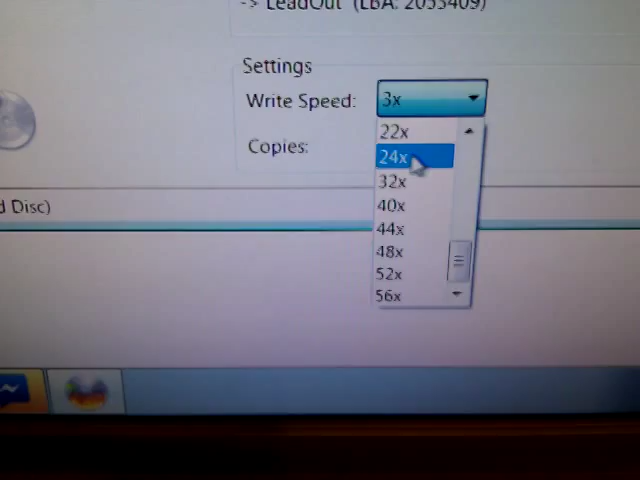 -> LeadOut (LBA: 2053409)
Settings
Write Speed: 3x
22x
24x
Copies:
32x
d Disc)
40x
44x
48x
52x
56x